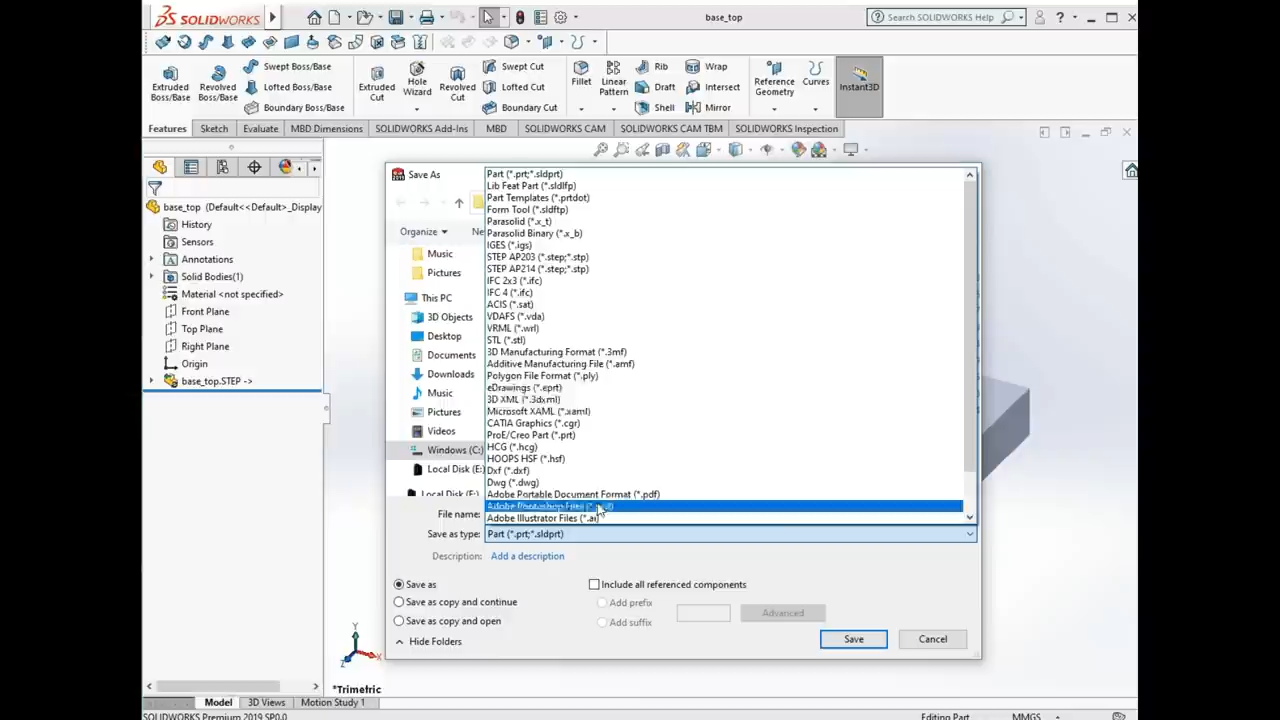 SOLIDWORKS
base_top
Search SOLIDWORKS Help
Extruded Boss/Base
Revolved Boss/Base
Swept Boss/Base
Lofted Boss/Base
Boundary Boss/Base
Extruded Cut
Hole Wizard
Revolved Cut
Swept Cut
Lofted Cut
Boundary Cut
Fillet
Linear Pattern
Rib
Draft
Shell
Wrap
Intersect
Mirror
Reference Geometry
Curves
Instant3D
Features
Sketch
Evaluate
MBD Dimensions
SOLIDWORKS Add-Ins
MBD
SOLIDWORKS CAM
SOLIDWORKS CAM TBM
SOLIDWORKS Inspection
base_top (Default<<Default>_Display
History
Sensors
Annotations
Solid Bodies(1)
Material <not specified>
Front Plane
Top Plane
Right Plane
Origin
base_top.STEP ->
Save As
Organize
Music
Pictures
This PC
3D Objects
Desktop
Documents
Downloads
Music
Pictures
Videos
Windows (C:)
Local Disk (E:)
Local Disk (F:)
Part (*.prt;*.sldprt)
Lib Feat Part (*.sldlfp)
Part Templates (*.prtdot)
Form Tool (*.sldftp)
Parasolid (*.x_t)
Parasolid Binary (*.x_b)
IGES (*.igs)
STEP AP203 (*.step;*.stp)
STEP AP214 (*.step;*.stp)
IFC 2x3 (*.ifc)
IFC 4 (*.ifc)
ACIS (*.sat)
VDAFS (*.vda)
VRML (*.wrl)
STL (*.stl)
3D Manufacturing Format (*.3mf)
Additive Manufacturing File (*.amf)
Polygon File Format (*.ply)
eDrawings (*.eprt)
3D XML (*.3dxml)
Microsoft XAML (*.xaml)
CATIA Graphics (*.cgr)
ProE/Creo Part (*.prt)
HCG (*.hcg)
HOOPS HSF (*.hsf)
Dxf (*.dxf)
Dwg (*.dwg)
Adobe Portable Document Format (*.pdf)
Adobe Photoshop Files
Adobe Illustrator Files (*.ai)
File name:
Save as type: Part (*.prt;*.sldprt)
Description: Add a description
Save as
Save as copy and continue
Save as copy and open
Include all referenced components
Add prefix
Add suffix
Advanced
Hide Folders
Save
Cancel
Y
X
Z
*Trimetric
Model
3D Views
Motion Study 1
SOLIDWORKS Premium 2019 SP0.0
Editing Part
MMGS